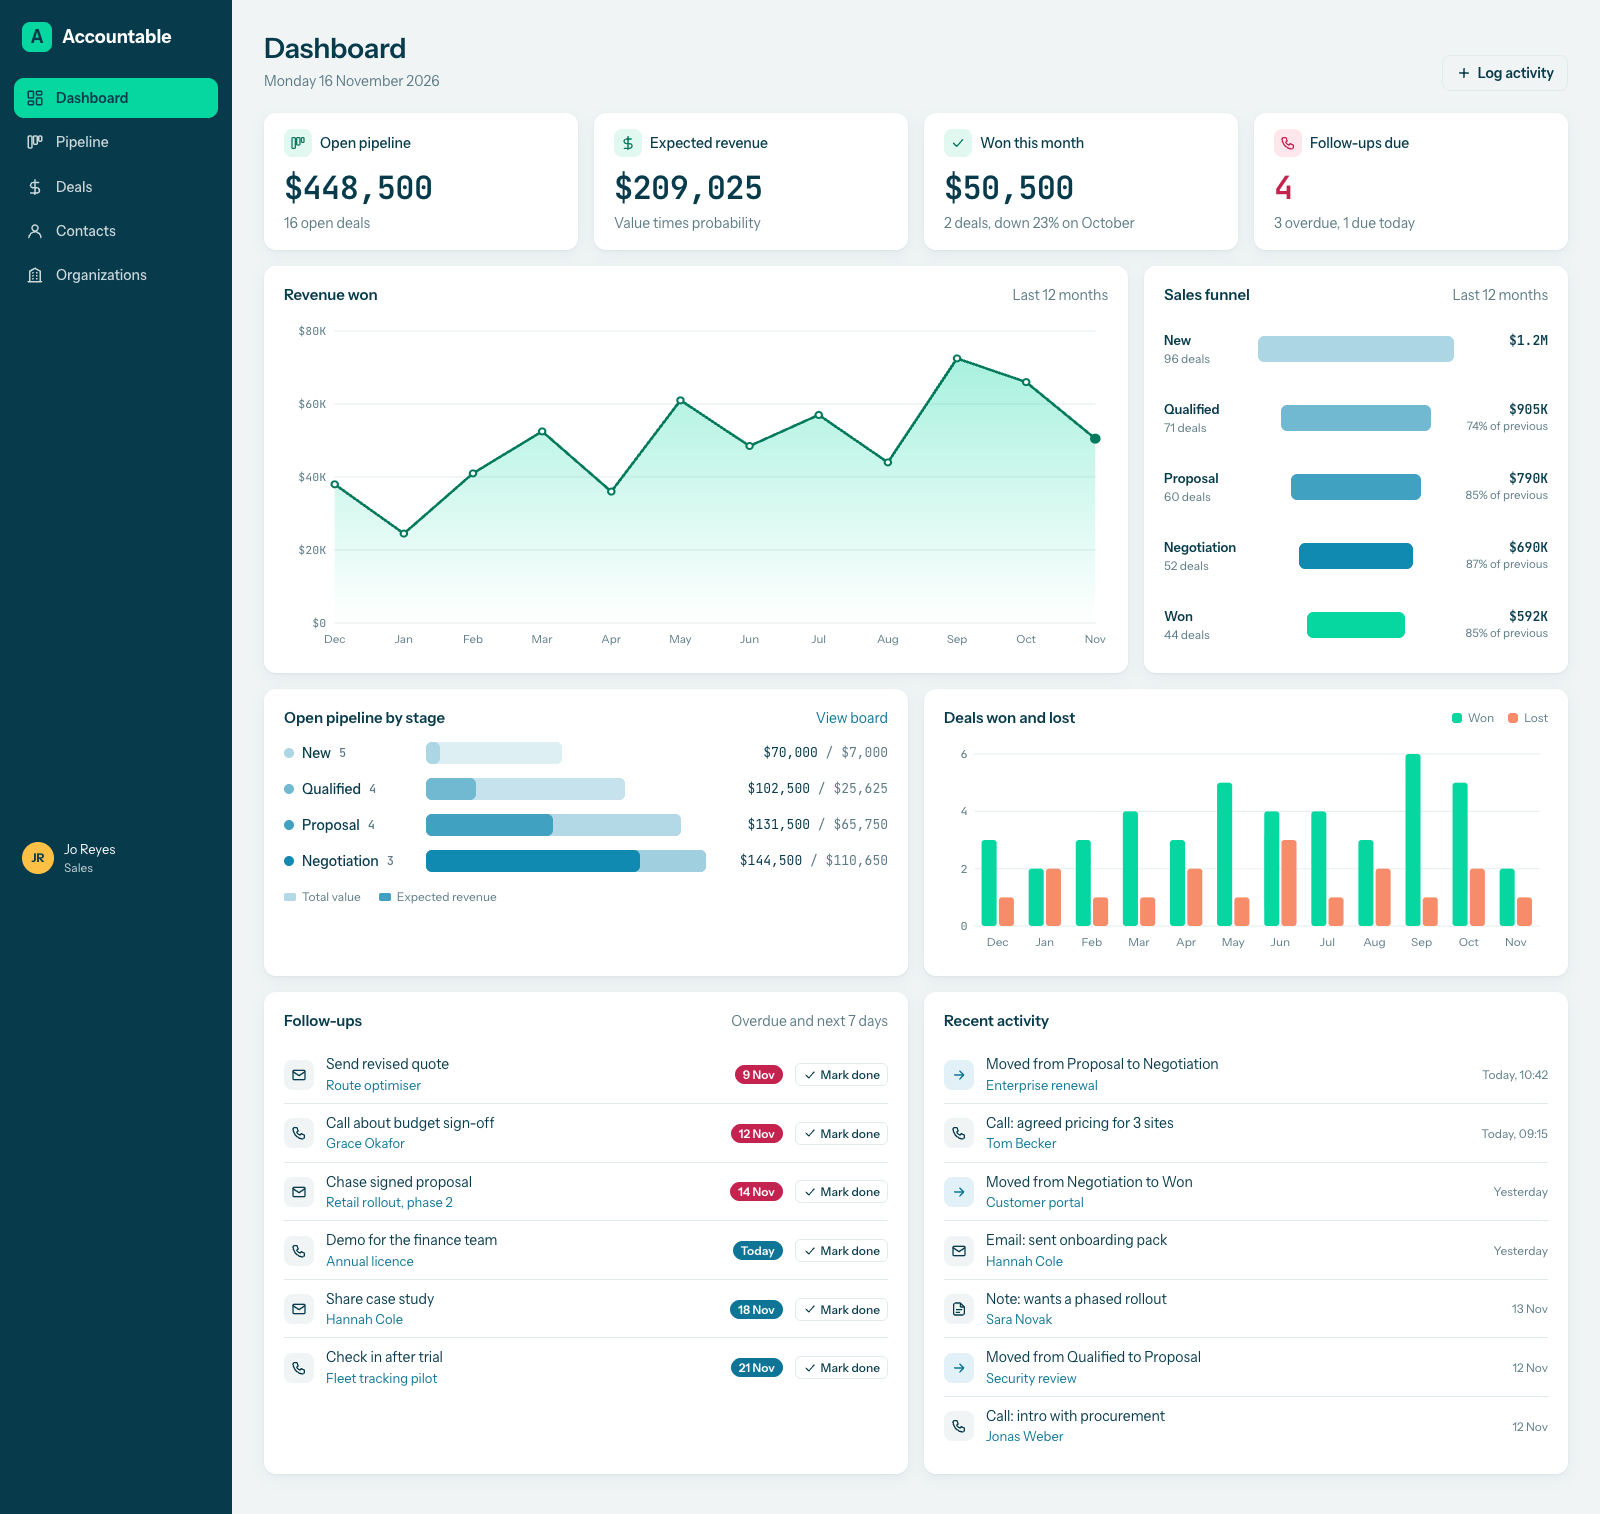 A Accountable
Dashboard
Pipeline
Deals
Contacts
Organizations
JR
Jo Reyes
Sales
Dashboard
Monday 16 November 2026
+ Log activity
Open pipeline
$448,500
16 open deals
Expected revenue
$209,025
Value times probability
Won this month
$50,500
2 deals, down 23% on October
Follow-ups due
4
3 overdue, 1 due today
Revenue won
Last 12 months
$80K
$60K
$40K
$20K
$0
Dec Jan Feb Mar Apr May Jun Jul Aug Sep Oct Nov
Sales funnel
Last 12 months
New
96 deals
$1.2M
Qualified
71 deals
$905K
74% of previous
Proposal
60 deals
$790K
85% of previous
Negotiation
52 deals
$690K
87% of previous
Won
44 deals
$592K
85% of previous
Open pipeline by stage
View board
New 5 $70,000 / $7,000
Qualified 4 $102,500 / $25,625
Proposal 4 $131,500 / $65,750
Negotiation 3 $144,500 / $110,650
Total value Expected revenue
Deals won and lost
Won Lost
6
4
2
0
Dec Jan Feb Mar Apr May Jun Jul Aug Sep Oct Nov
Follow-ups
Overdue and next 7 days
Send revised quote
Route optimiser
9 Nov Mark done
Call about budget sign-off
Grace Okafor
12 Nov Mark done
Chase signed proposal
Retail rollout, phase 2
14 Nov Mark done
Demo for the finance team
Annual licence
Today Mark done
Share case study
Hannah Cole
18 Nov Mark done
Check in after trial
Fleet tracking pilot
21 Nov Mark done
Recent activity
Moved from Proposal to Negotiation
Enterprise renewal
Today, 10:42
Call: agreed pricing for 3 sites
Tom Becker
Today, 09:15
Moved from Negotiation to Won
Customer portal
Yesterday
Email: sent onboarding pack
Hannah Cole
Yesterday
Note: wants a phased rollout
Sara Novak
13 Nov
Moved from Qualified to Proposal
Security review
12 Nov
Call: intro with procurement
Jonas Weber
12 Nov